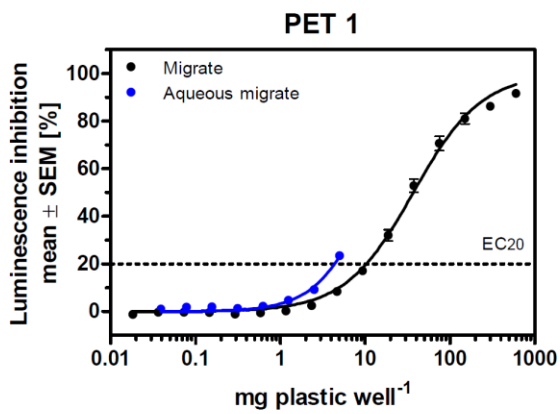 PET 1
Luminescence inhibition
mean ± SEM [%]
100
80
60
40
20
0
Migrate
Aqueous migrate
EC20
0.01 0.1 1 10 100 1000
mg plastic well⁻¹